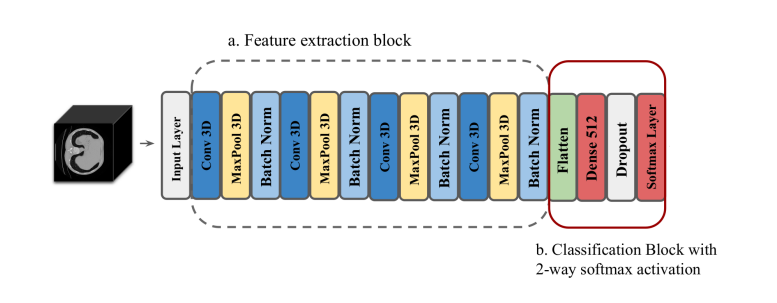 a. Feature extraction block
Input Layer
Conv 3D
MaxPool 3D
Batch Norm
Conv 3D
MaxPool 3D
Batch Norm
Conv 3D
MaxPool 3D
Batch Norm
Conv 3D
MaxPool 3D
Batch Norm
Flatten
Dense 512
Dropout
Softmax Layer
b. Classification Block with
2-way softmax activation